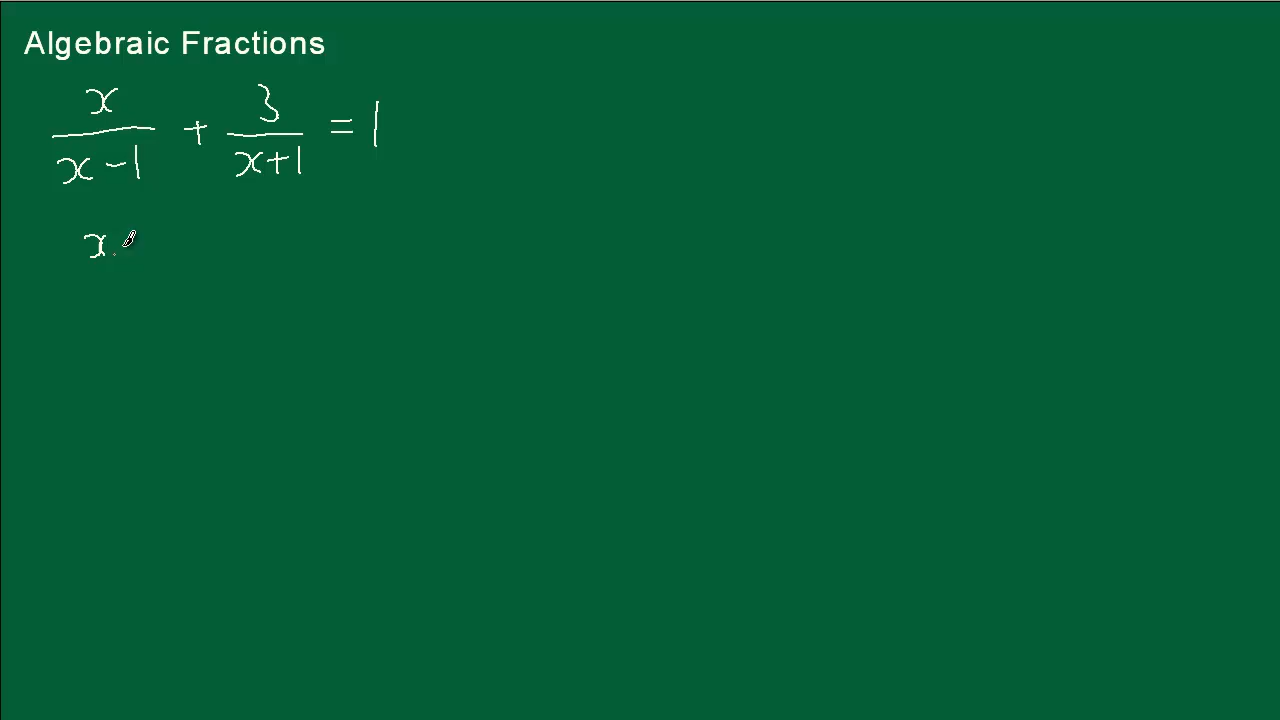 Algebraic Fractions
x/(x-1) + 3/(x+1) = 1
x